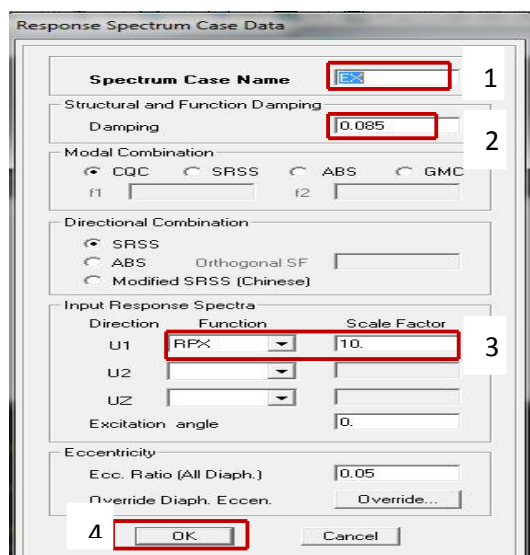 Response Spectrum Case Data
Spectrum Case Name EX 1
Structural and Function Damping
Damping 0.085 2
Modal Combination
CQC SRSS ABS GMC
f1 f2
Directional Combination
SRSS
ABS Orthogonal SF
Modified SRSS (Chinese)
Input Response Spectra
Direction Function Scale Factor
U1 RPX 10. 3
U2
UZ
Excitation angle 0.
Eccentricity
Ecc. Ratio (All Diaph.) 0.05
Override Diaph. Eccen. Override...
4 OK Cancel